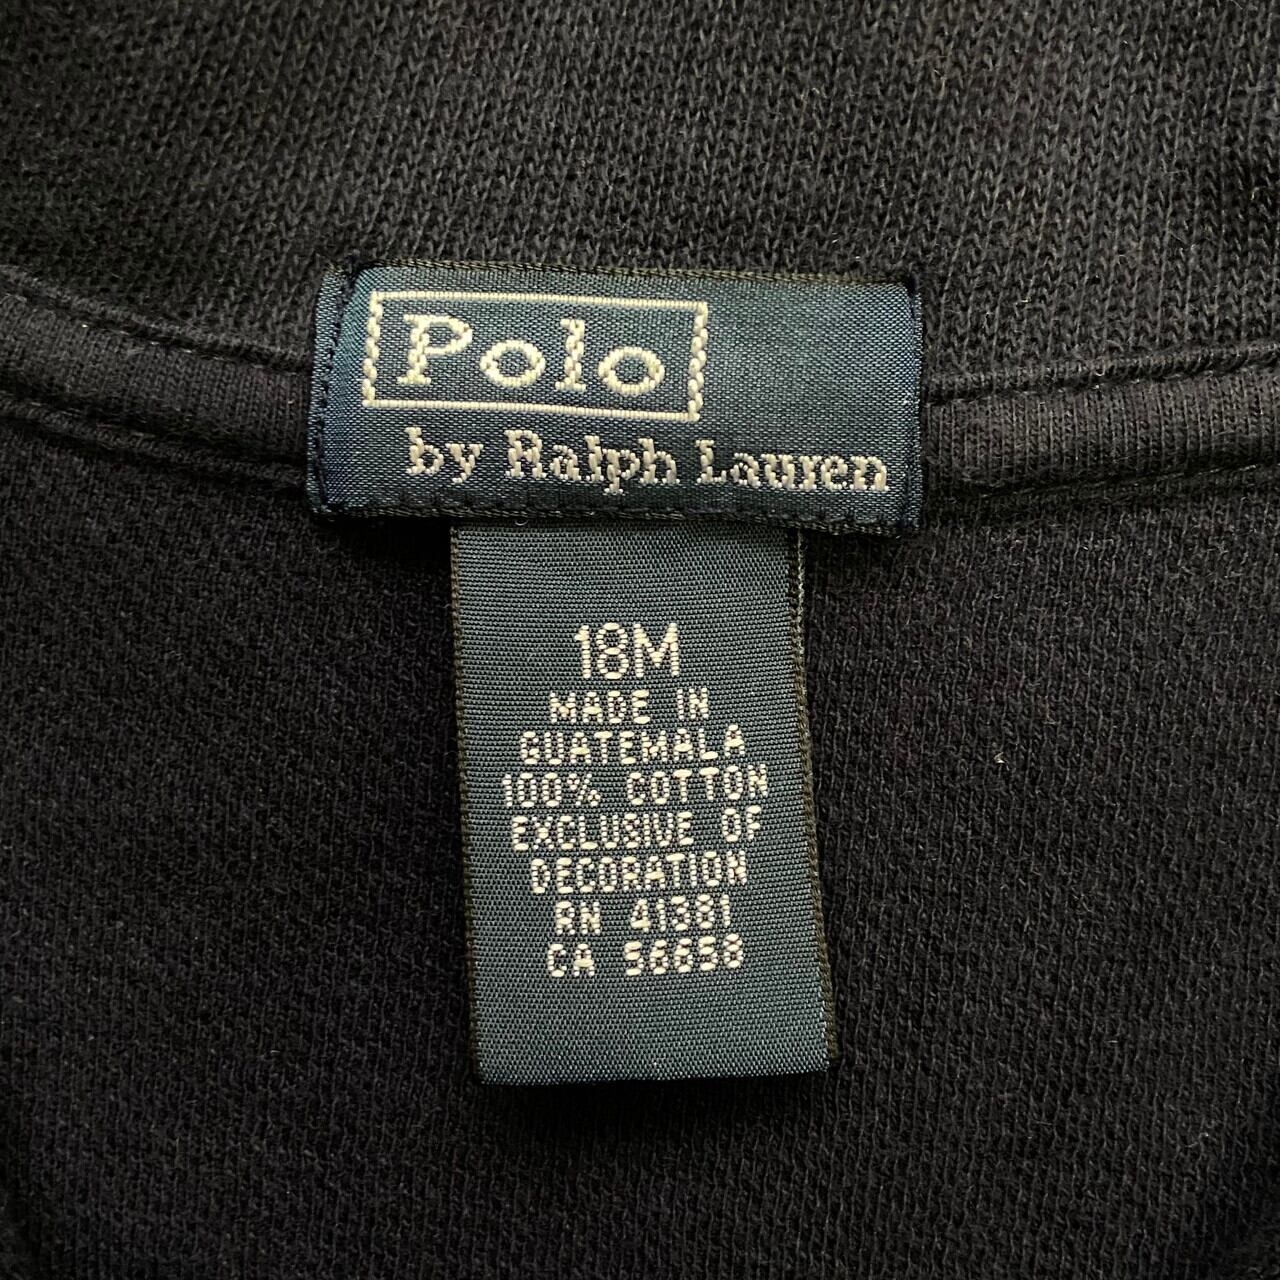 Polo
by Ralph Lauren
18M
MADE IN
GUATEMALA
100% COTTON
EXCLUSIVE OF
DECORATION
RN 41381
CA 56658